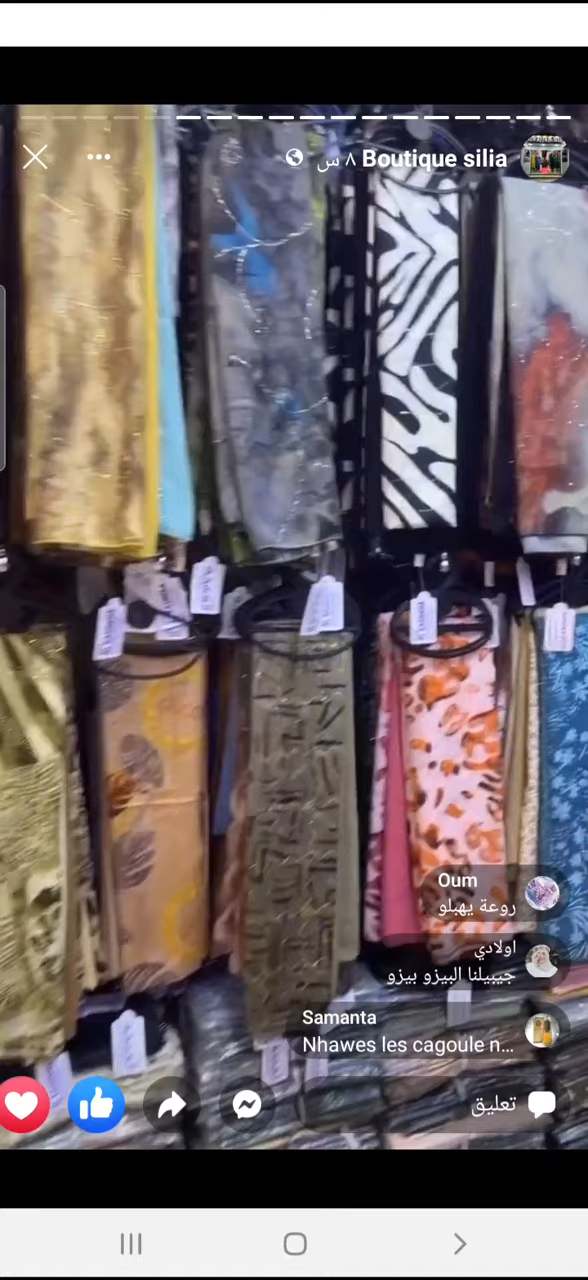 Boutique silia ٨ س
Oum
روعة يهبلو
اولادي
جيبيلنا البيزو بيزو
Samanta
Nhawes les cagoule n...
تعليق